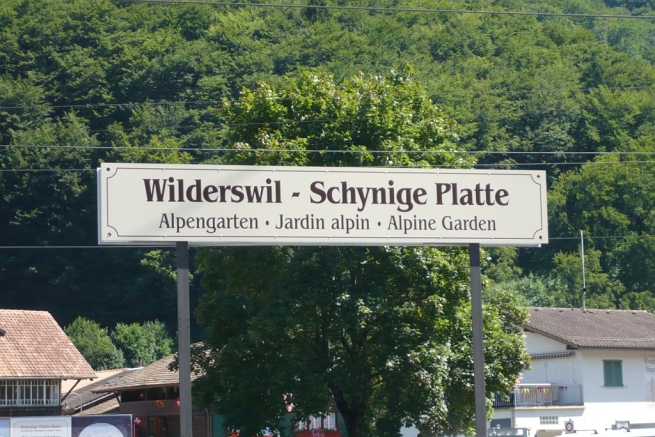 Wilderswil - Schynige Platte
Alpengarten · Jardin alpin · Alpine Garden